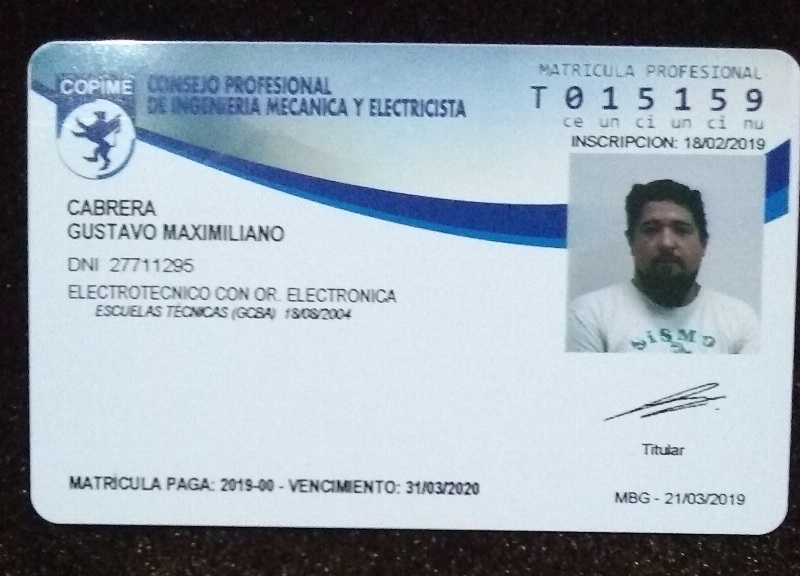 COPIME
CONSEJO PROFESIONAL
DE INGENIERIA MECANICA Y ELECTRICISTA
MATRICULA PROFESIONAL
T 0 1 5 1 5 9
ce un ci un ci nu
INSCRIPCION: 18/02/2019
CABRERA
GUSTAVO MAXIMILIANO
DNI 27711295
ELECTROTECNICO CON OR. ELECTRONICA
ESCUELAS TÉCNICAS (GCBA) 18/08/2004
SISMO
Titular
MATRÍCULA PAGA: 2019-00 - VENCIMIENTO: 31/03/2020
MBG - 21/03/2019